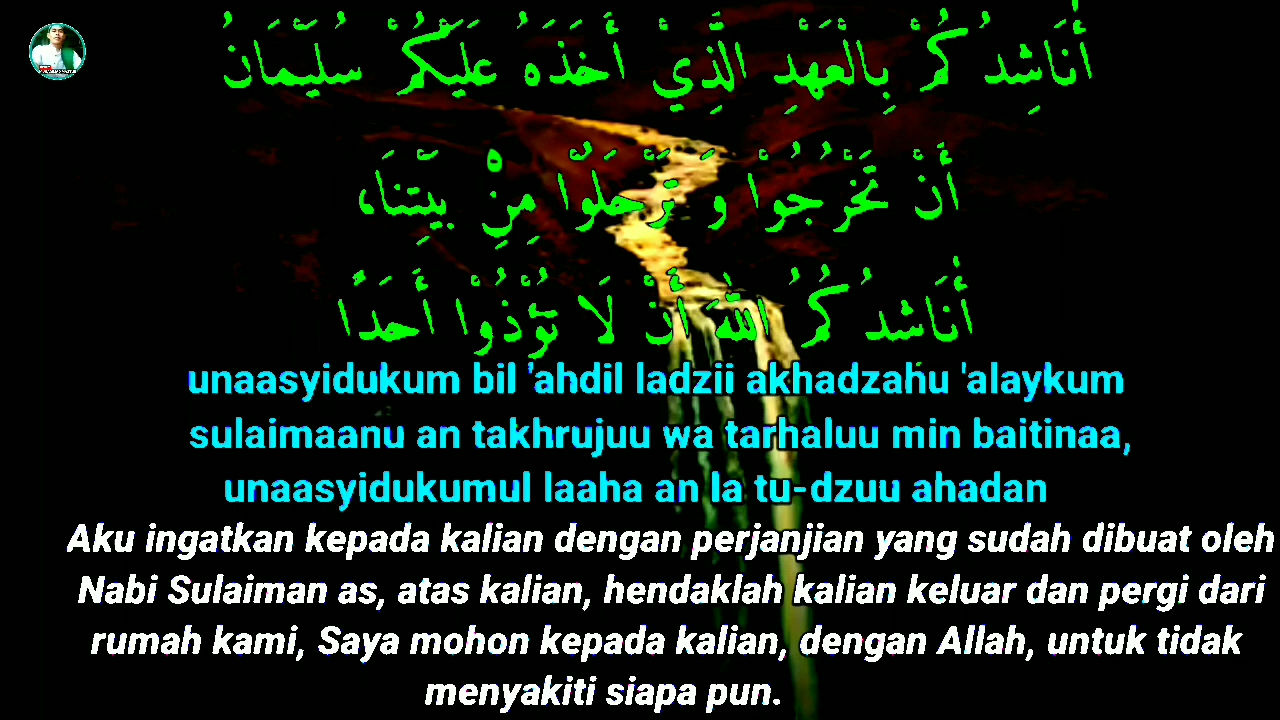 أُنَاشِدُ كُمْ بِالْعَهْدِ الَّذِيْ أَخَذَهُ عَلَيْكُمْ سُلَيْمَانُ
أَنْ تَخْرُجُوْا وَ تَرْحَلُوْا مِنْ بَيْتِنَا،
أُنَاشِدُ كُمُ اللهَ أَنْ لَا تُؤْذُوْا أَحَدًا
unaasyidukum bil 'ahdil ladzii akhadzahu 'alaykum
sulaimaanu an takhrujuu wa tarhaluu min baitinaa,
unaasyidukumul laaha an la tu-dzuu ahadan
Aku ingatkan kepada kalian dengan perjanjian yang sudah dibuat oleh
Nabi Sulaiman as, atas kalian, hendaklah kalian keluar dan pergi dari
rumah kami, Saya mohon kepada kalian, dengan Allah, untuk tidak
menyakiti siapa pun.